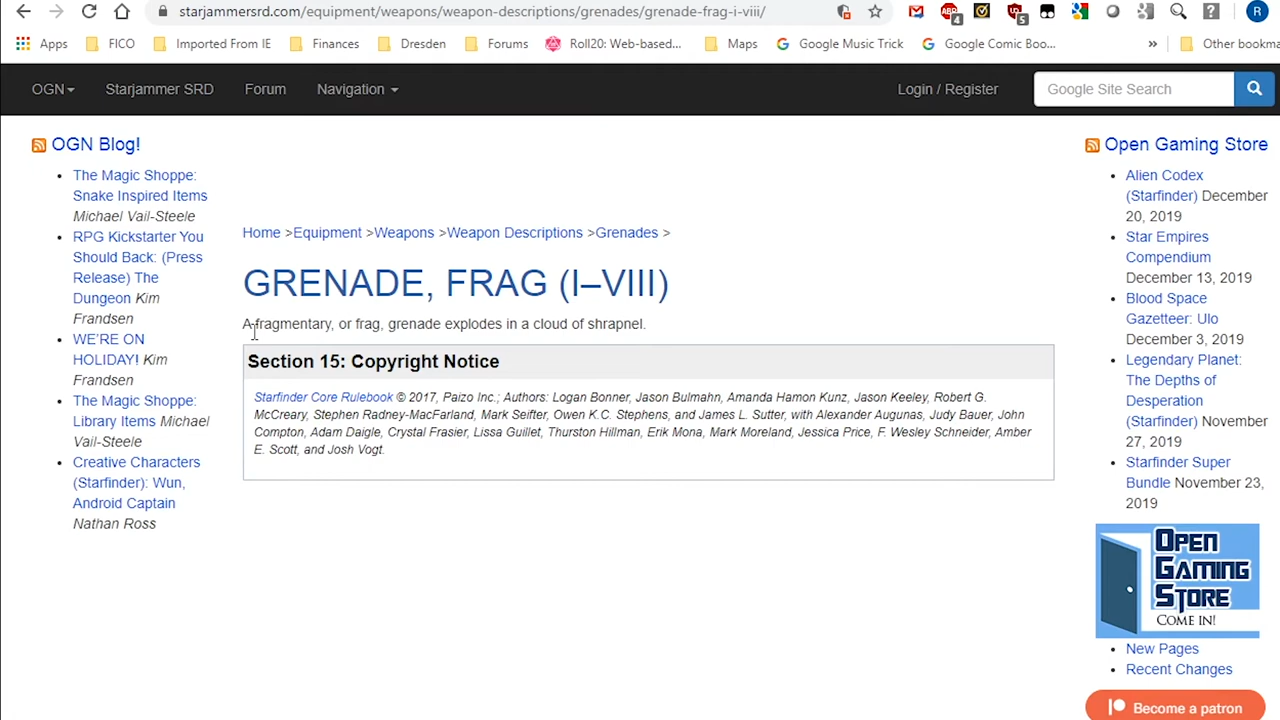 starjammersrd.com/equipment/weapons/weapon-descriptions/grenades/grenade-frag-i-viii/
4
5
R
Apps
FICO
Imported From IE
Finances
Dresden
Forums
Roll20: Web-based...
Maps
Google Music Trick
Google Comic Boo...
»
Other bookma
OGN
Starjammer SRD
Forum
Navigation
Login / Register
Google Site Search
OGN Blog!
The Magic Shoppe:
Snake Inspired Items
Michael Vail-Steele
RPG Kickstarter You
Should Back: (Press
Release) The
Dungeon Kim
Frandsen
WE'RE ON
HOLIDAY! Kim
Frandsen
The Magic Shoppe:
Library Items Michael
Vail-Steele
Creative Characters
(Starfinder): Wun,
Android Captain
Nathan Ross
Home >Equipment >Weapons >Weapon Descriptions >Grenades >
GRENADE, FRAG (I–VIII)
A fragmentary, or frag, grenade explodes in a cloud of shrapnel.
Section 15: Copyright Notice
Starfinder Core Rulebook © 2017, Paizo Inc.; Authors: Logan Bonner, Jason Bulmahn, Amanda Hamon Kunz, Jason Keeley, Robert G.
McCreary, Stephen Radney-MacFarland, Mark Seifter, Owen K.C. Stephens, and James L. Sutter, with Alexander Augunas, Judy Bauer, John
Compton, Adam Daigle, Crystal Frasier, Lissa Guillet, Thurston Hillman, Erik Mona, Mark Moreland, Jessica Price, F. Wesley Schneider, Amber
E. Scott, and Josh Vogt.
Open Gaming Store
Alien Codex
(Starfinder) December
20, 2019
Star Empires
Compendium
December 13, 2019
Blood Space
Gazetteer: Ulo
December 3, 2019
Legendary Planet:
The Depths of
Desperation
(Starfinder) November
27, 2019
Starfinder Super
Bundle November 23,
2019
OPEN
GAMING
STORE
COME IN!
New Pages
Recent Changes
Become a patron